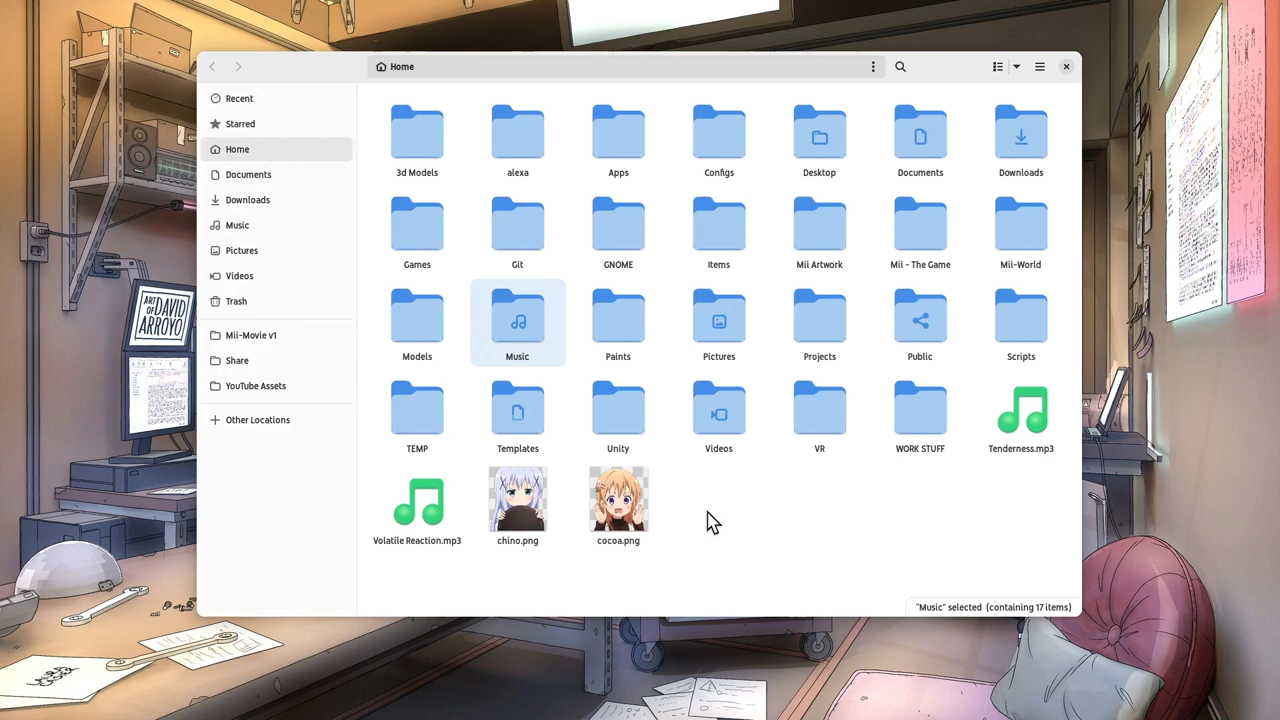 Home
Recent
Starred
Home
Documents
Downloads
Music
Pictures
Videos
Trash
Mii-Movie v1
Share
YouTube Assets
Other Locations
3d Models
alexa
Apps
Configs
Desktop
Documents
Downloads
Games
Git
GNOME
Items
Mii Artwork
Mii - The Game
Mii-World
Models
Music
Paints
Pictures
Projects
Public
Scripts
TEMP
Templates
Unity
Videos
VR
WORK STUFF
Tenderness.mp3
Volatile Reaction.mp3
chino.png
cocoa.png
"Music" selected (containing 17 items)
ART
OF DAVID
ARROYO